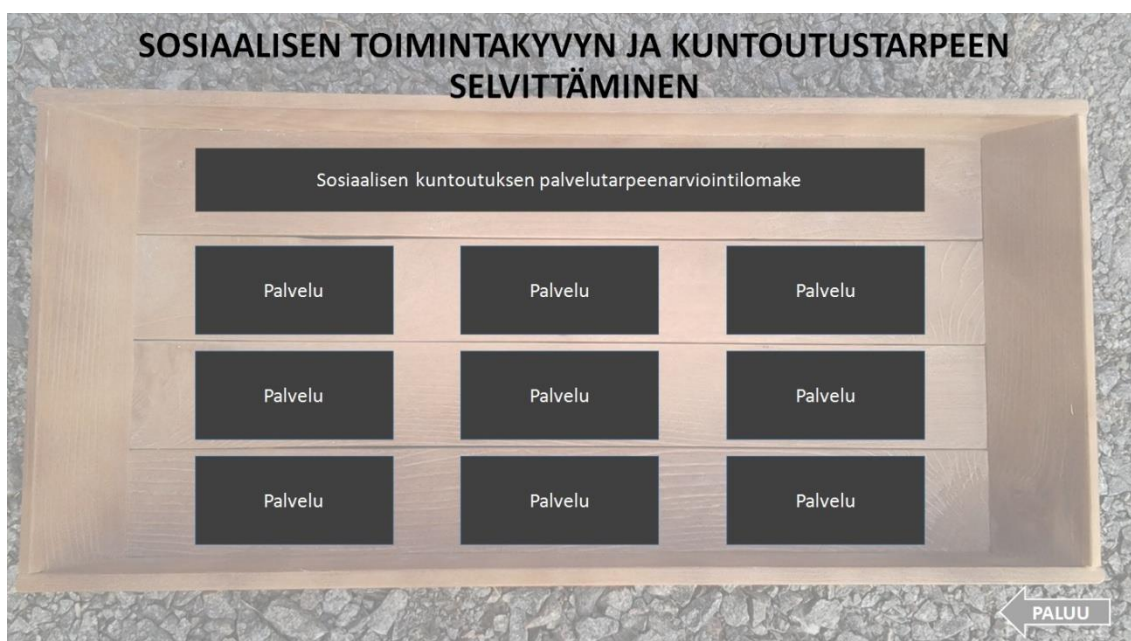 SOSIAALISEN TOIMINTAKYVYN JA KUNTOUTUSTARPEEN
SELVITTÄMINEN
Sosiaalisen kuntoutuksen palvelutarpeenarviointilomake
Palvelu Palvelu Palvelu
Palvelu Palvelu Palvelu
Palvelu Palvelu Palvelu
PALUU